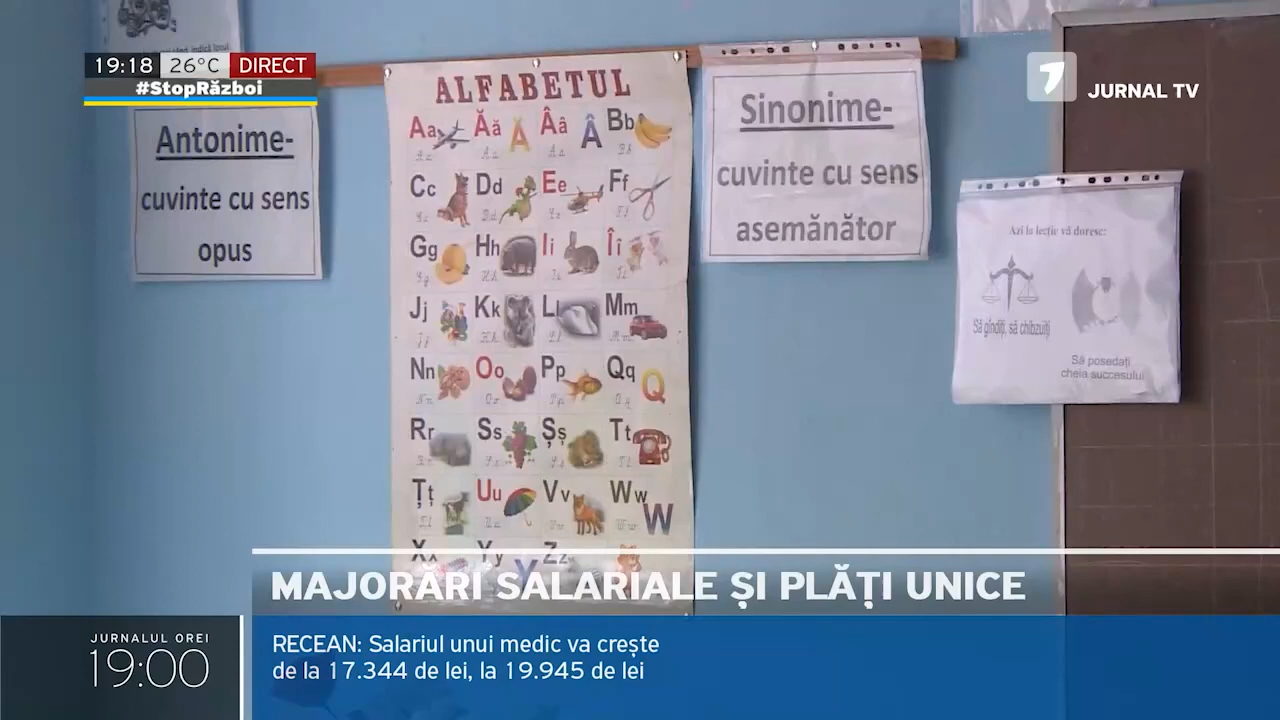 19:18 26°C DIRECT
#StopRăzboi
JURNAL TV
Antonime-
cuvinte cu sens
opus
ALFABETUL
Aa Ăă Ââ Bb
Cc Dd Ee Ff
Gg Hh Ii Îî
Jj Kk Ll Mm
Nn Oo Pp Qq
Rr Ss Șș Tt
Țț Uu Vv Ww
Xx Yy Zz
Sinonime-
cuvinte cu sens
asemănător
Azi la lecție vă doresc:
Să gîndiți, să chibzuiți
Să posedați
cheia succesului
MAJORĂRI SALARIALE ȘI PLĂȚI UNICE
JURNALUL OREI
19:00
RECEAN: Salariul unui medic va crește
de la 17.344 de lei, la 19.945 de lei